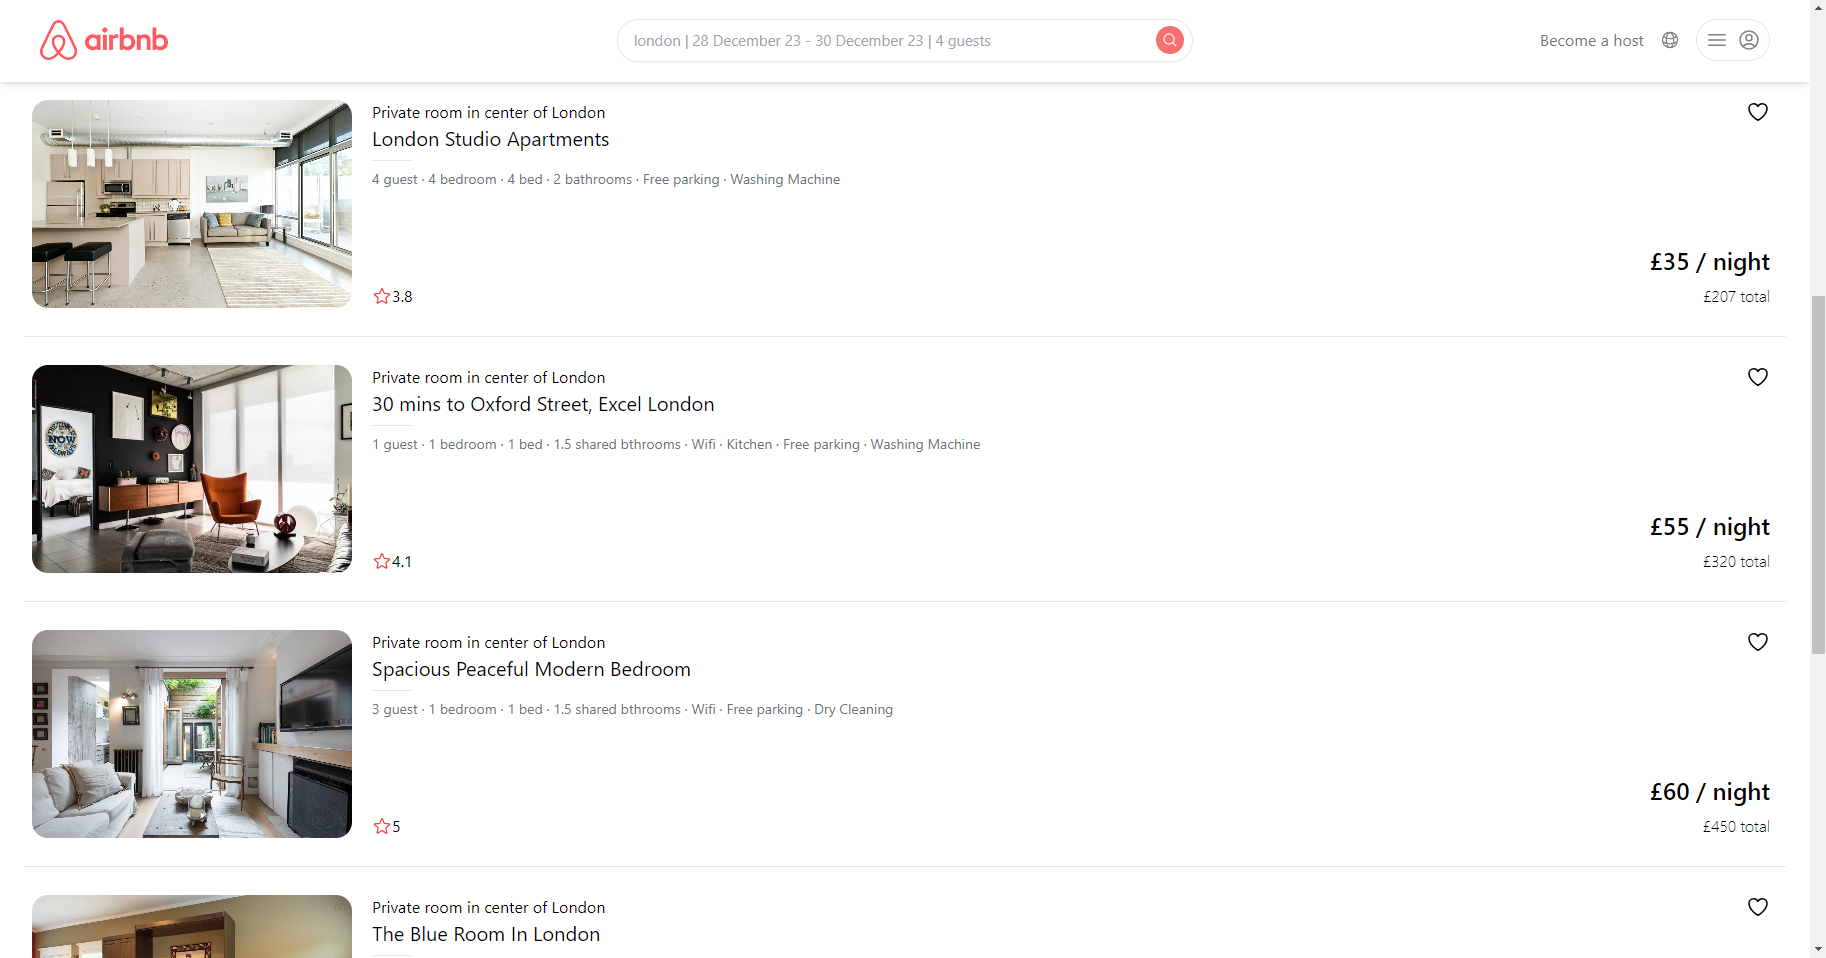 airbnb
london | 28 December 23 - 30 December 23 | 4 guests
Become a host
Private room in center of London
London Studio Apartments
4 guest · 4 bedroom · 4 bed · 2 bathrooms · Free parking · Washing Machine
£35 / night
3.8
£207 total
Private room in center of London
30 mins to Oxford Street, Excel London
1 guest · 1 bedroom · 1 bed · 1.5 shared bthrooms · Wifi · Kitchen · Free parking · Washing Machine
NOW
£55 / night
4.1
£320 total
Private room in center of London
Spacious Peaceful Modern Bedroom
3 guest · 1 bedroom · 1 bed · 1.5 shared bthrooms · Wifi · Free parking · Dry Cleaning
£60 / night
5
£450 total
Private room in center of London
The Blue Room In London